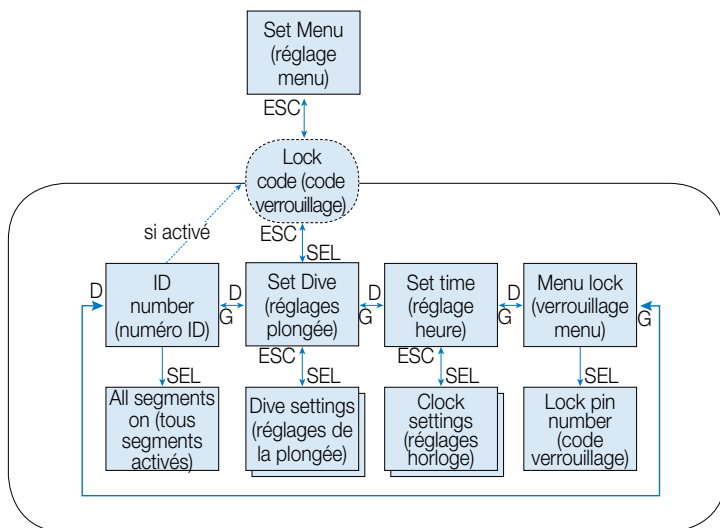 Set Menu
(réglage
menu)
ESC
Lock
code (code
verrouillage)
si activé
ESC
SEL
D
ID
number
(numéro ID)
D
G
Set Dive
(réglages
plongée)
D
G
Set time
(réglage
heure)
D
G
Menu lock
(verrouillage
menu)
G
SEL
ESC
SEL
ESC
SEL
SEL
All segments
on (tous
segments
activés)
Dive settings
(réglages de
la plongée)
Clock
settings
(réglages
horloge)
Lock pin
number
(code
verrouillage)